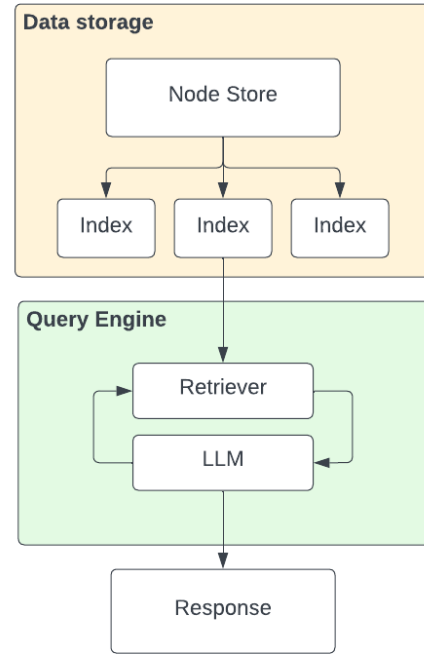 Data storage
Node Store
Index
Index
Index
Query Engine
Retriever
LLM
Response